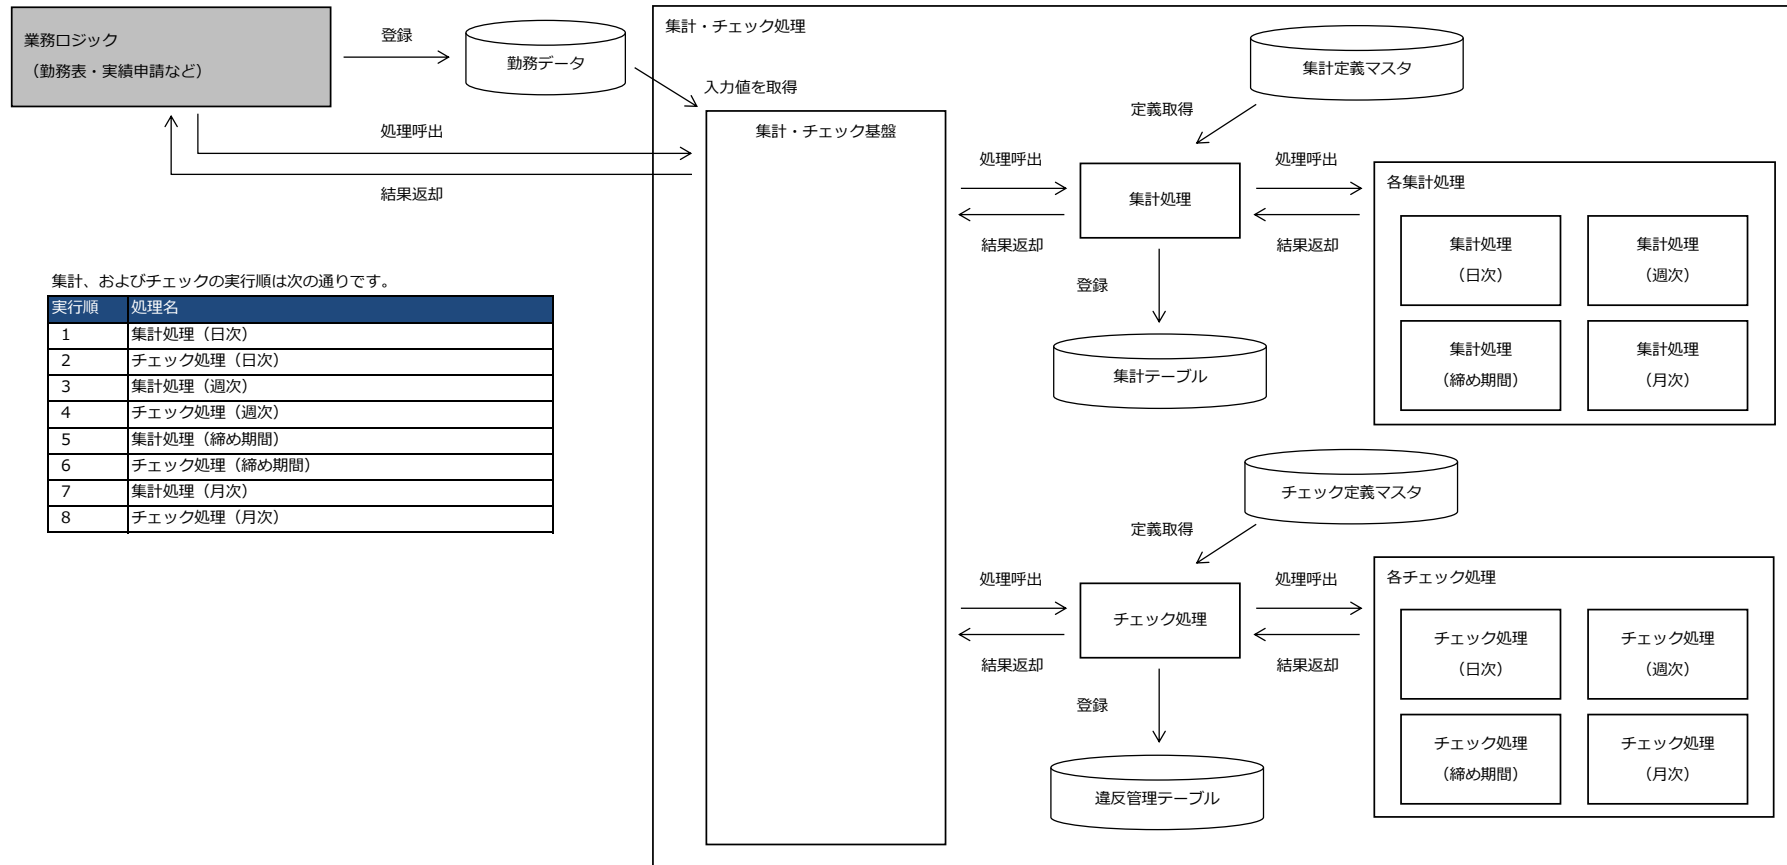 業務ロジック
（勤務表・実績申請など）
登録
勤務データ
集計・チェック処理
入力値を取得
処理呼出
結果返却
集計・チェック基盤
集計定義マスタ
定義取得
処理呼出
集計処理
結果返却
処理呼出
結果返却
登録
集計テーブル
各集計処理
集計処理
（日次）
集計処理
（週次）
集計処理
（締め期間）
集計処理
（月次）
集計、およびチェックの実行順は次の通りです。
実行順 処理名
1 集計処理（日次）
2 チェック処理（日次）
3 集計処理（週次）
4 チェック処理（週次）
5 集計処理（締め期間）
6 チェック処理（締め期間）
7 集計処理（月次）
8 チェック処理（月次）
チェック定義マスタ
定義取得
処理呼出
チェック処理
結果返却
処理呼出
結果返却
登録
違反管理テーブル
各チェック処理
チェック処理
（日次）
チェック処理
（週次）
チェック処理
（締め期間）
チェック処理
（月次）